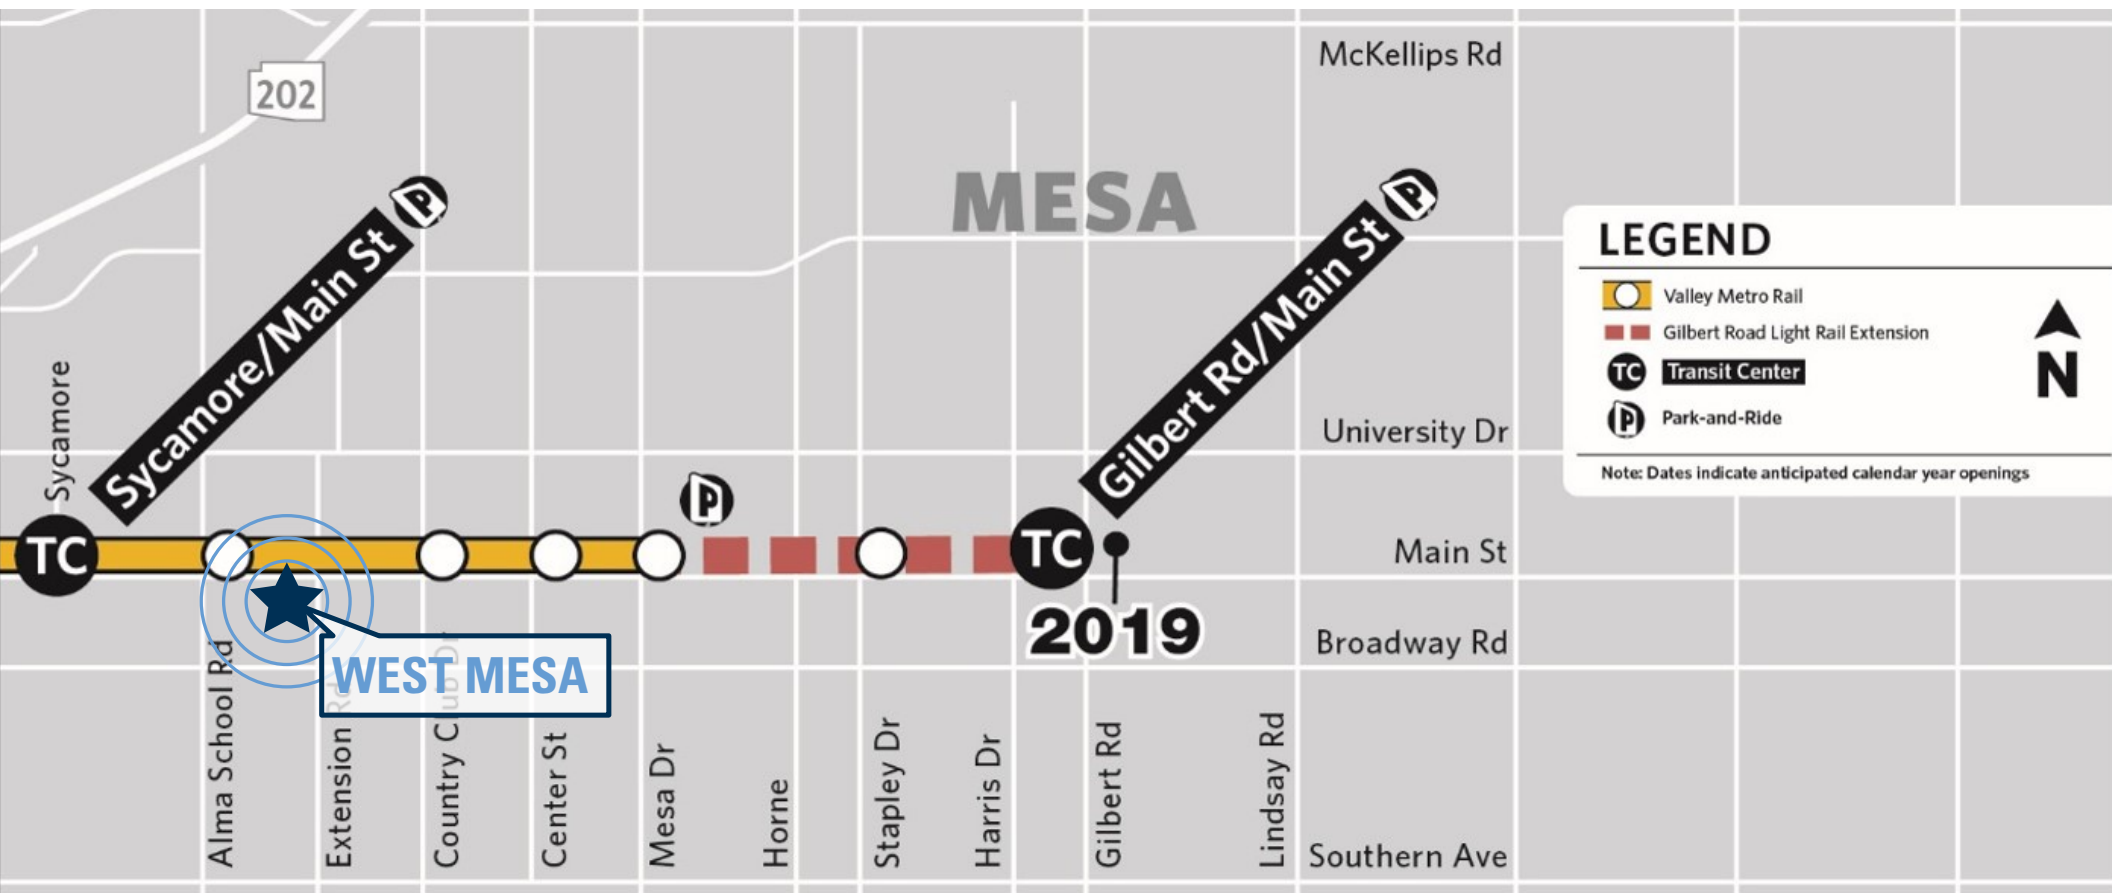 McKellips Rd
202
MESA
P
P
Sycamore/Main St
Gilbert Rd/Main St
LEGEND
Valley Metro Rail
Gilbert Road Light Rail Extension
TC Transit Center
P Park-and-Ride
N
Note: Dates indicate anticipated calendar year openings
Sycamore
University Dr
P
TC
TC
Main St
2019
Broadway Rd
WEST MESA
Alma School Rd
Extension Rd
Country Club Dr
Center St
Mesa Dr
Horne
Stapley Dr
Harris Dr
Gilbert Rd
Lindsay Rd
Southern Ave